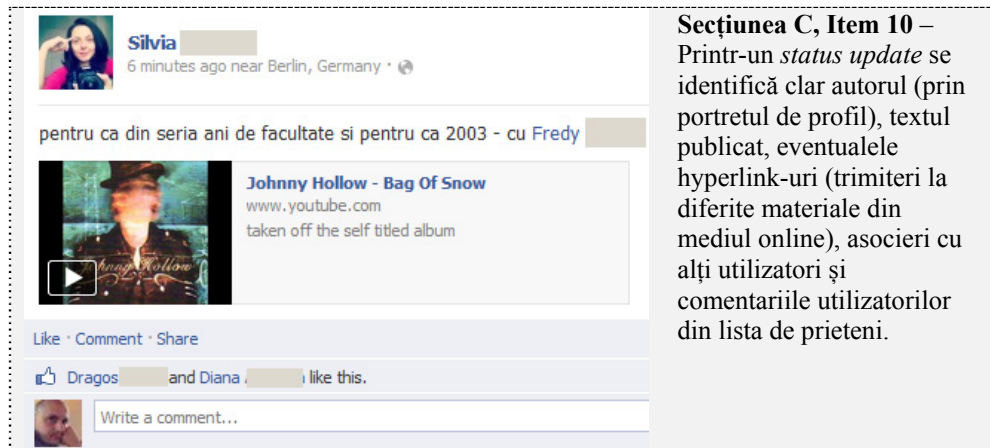 Silvia
6 minutes ago near Berlin, Germany ·
pentru ca din seria ani de facultate si pentru ca 2003 - cu Fredy
Johnny Hollow - Bag Of Snow
www.youtube.com
taken off the self titled album
Johnny Hollow
Like · Comment · Share
Dragos and Diana like this.
Write a comment...
Secțiunea C, Item 10 –
Printr-un status update se
identifică clar autorul (prin
portretul de profil), textul
publicat, eventualele
hyperlink-uri (trimiteri la
diferite materiale din
mediul online), asocieri cu
alți utilizatori și
comentariile utilizatorilor
din lista de prieteni.